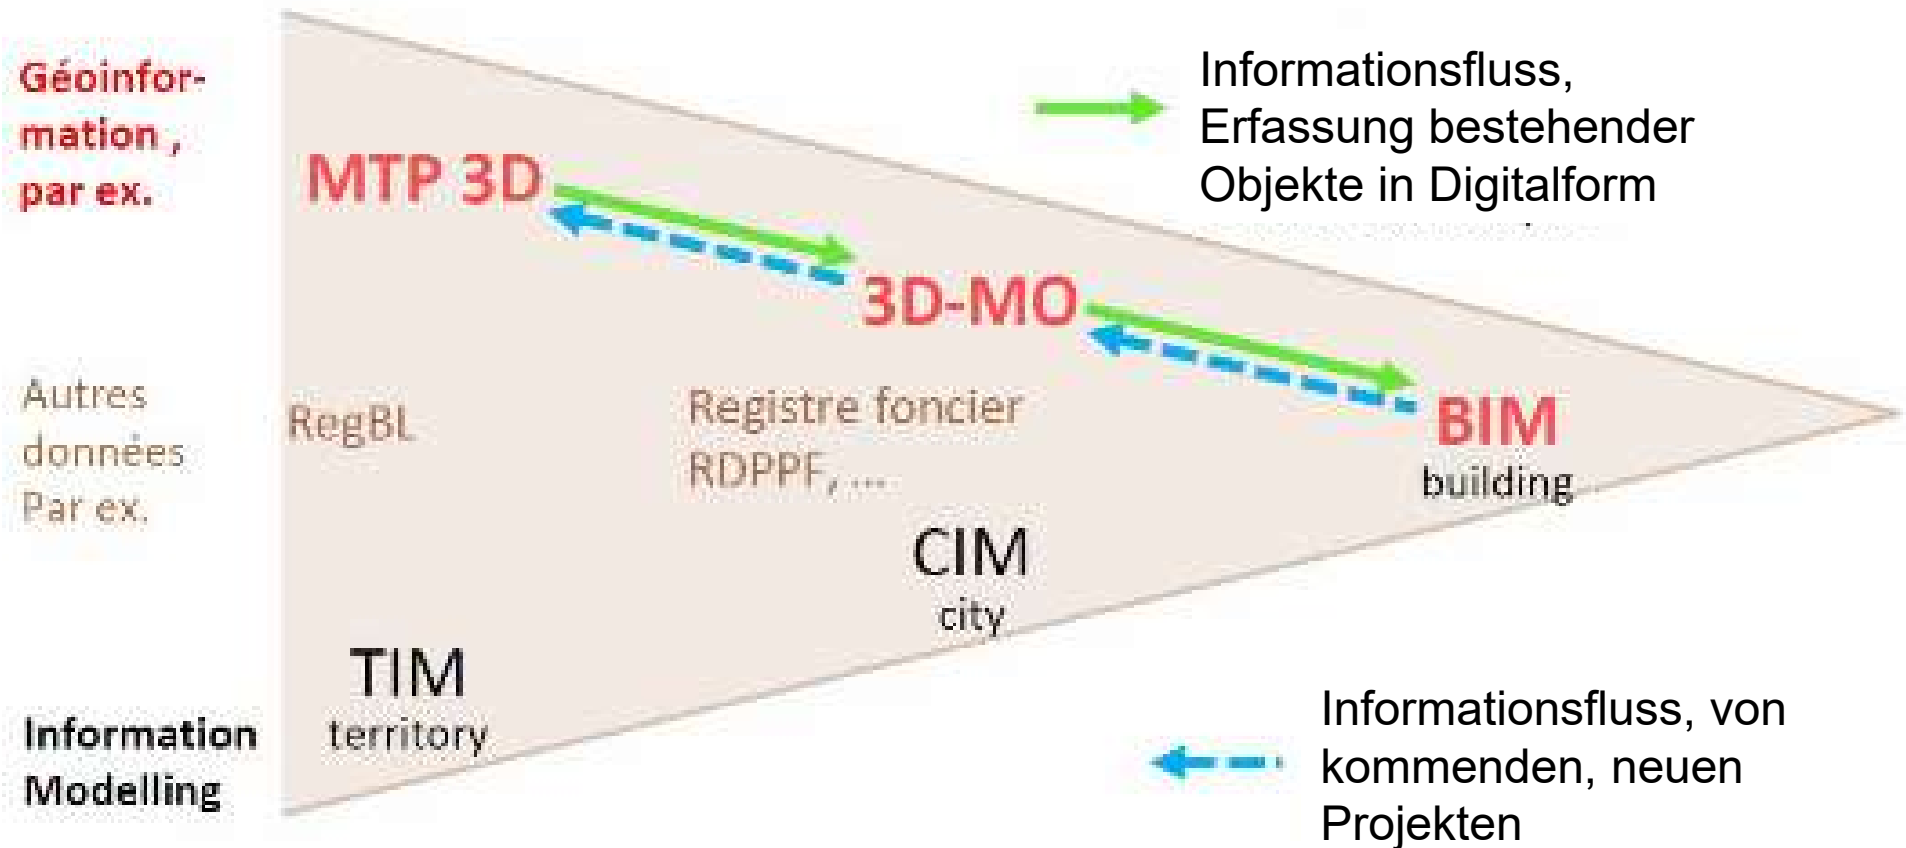 Géoinfor-
mation ,
par ex.
MTP 3D
3D-MO
BIM
building
Informationsfluss,
Erfassung bestehender
Objekte in Digitalform
Autres
données
Par ex.
RegBL
Registre foncier
RDPPF, ...
CIM
city
TIM
territory
Information
Modelling
Informationsfluss, von
kommenden, neuen
Projekten